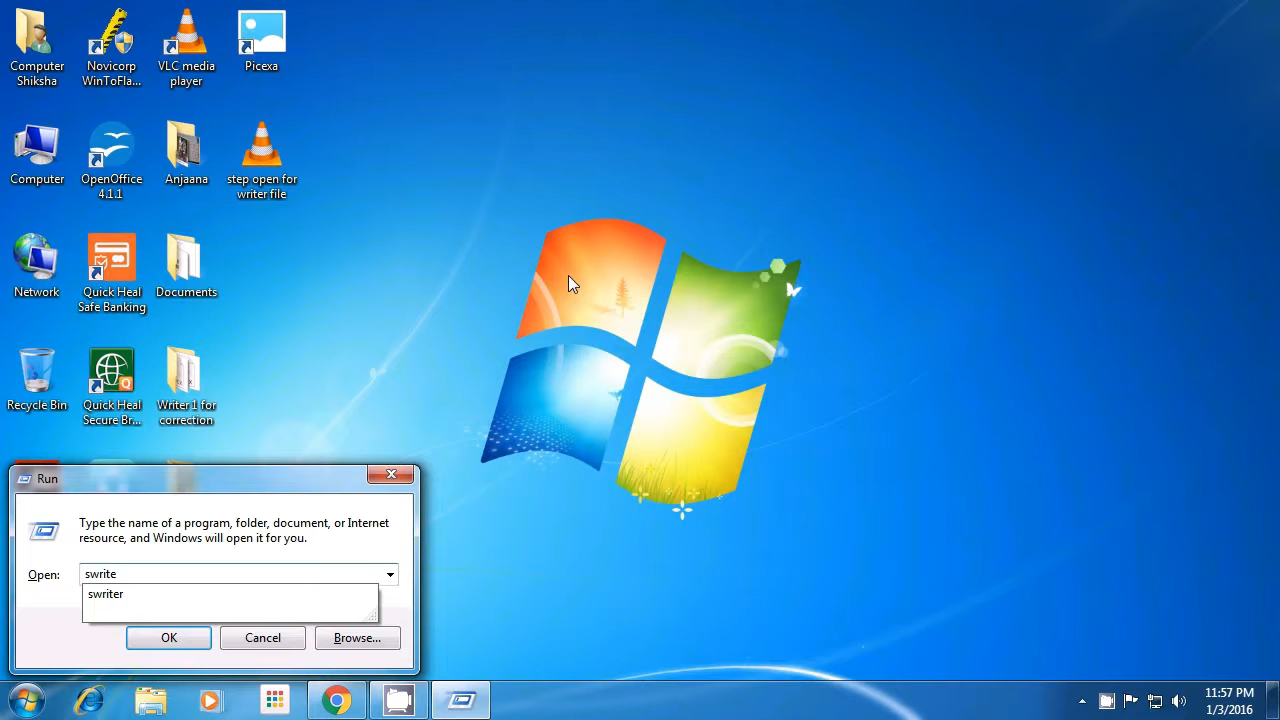 Computer
Shiksha
Novicorp
WinToFla...
VLC media
player
Picexa
Computer
OpenOffice
4.1.1
Anjaana
step open for
writer file
Network
Quick Heal
Safe Banking
Documents
Recycle Bin
Quick Heal
Secure Br...
Writer 1 for
correction
Run
Type the name of a program, folder, document, or Internet
resource, and Windows will open it for you.
Open:
swrite
swriter
OK
Cancel
Browse...
11:57 PM
1/3/2016